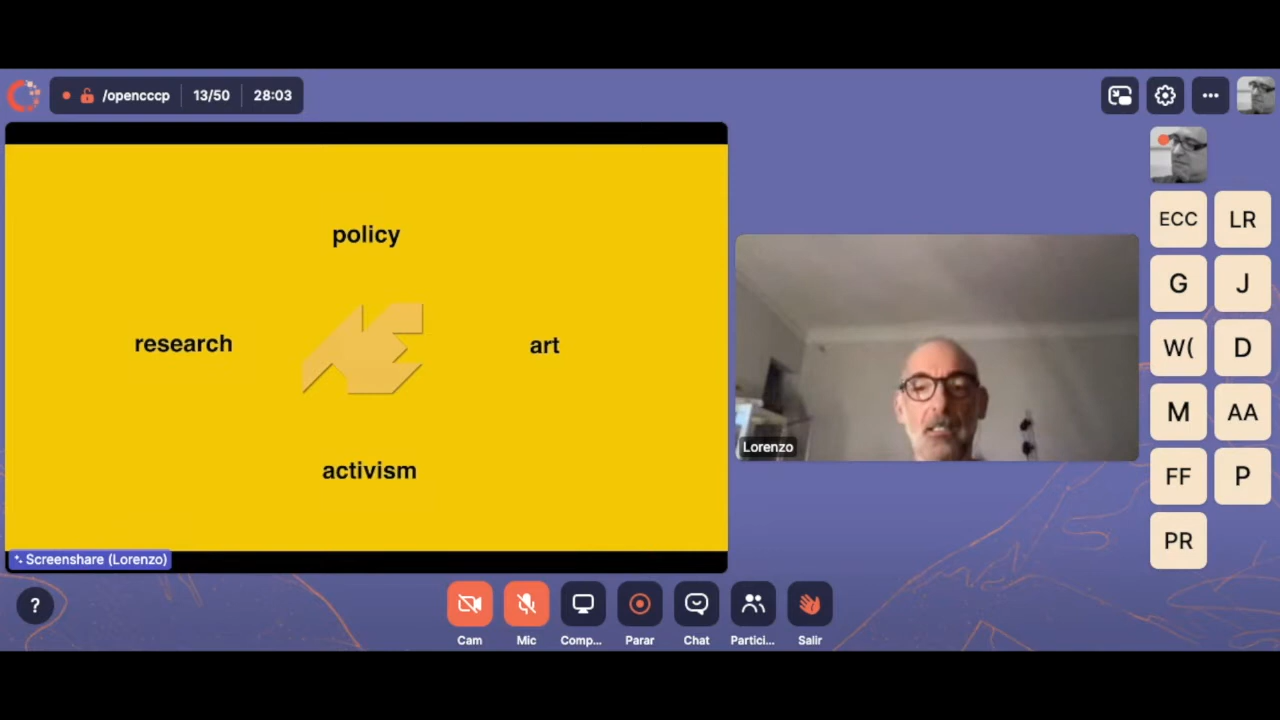 /opencccp 13/50 28:03
policy
research
art
activism
Screenshare (Lorenzo)
Lorenzo
ECC LR
G J
W( D
M AA
FF P
PR
?
Cam Mic Comp... Parar Chat Partici... Salir